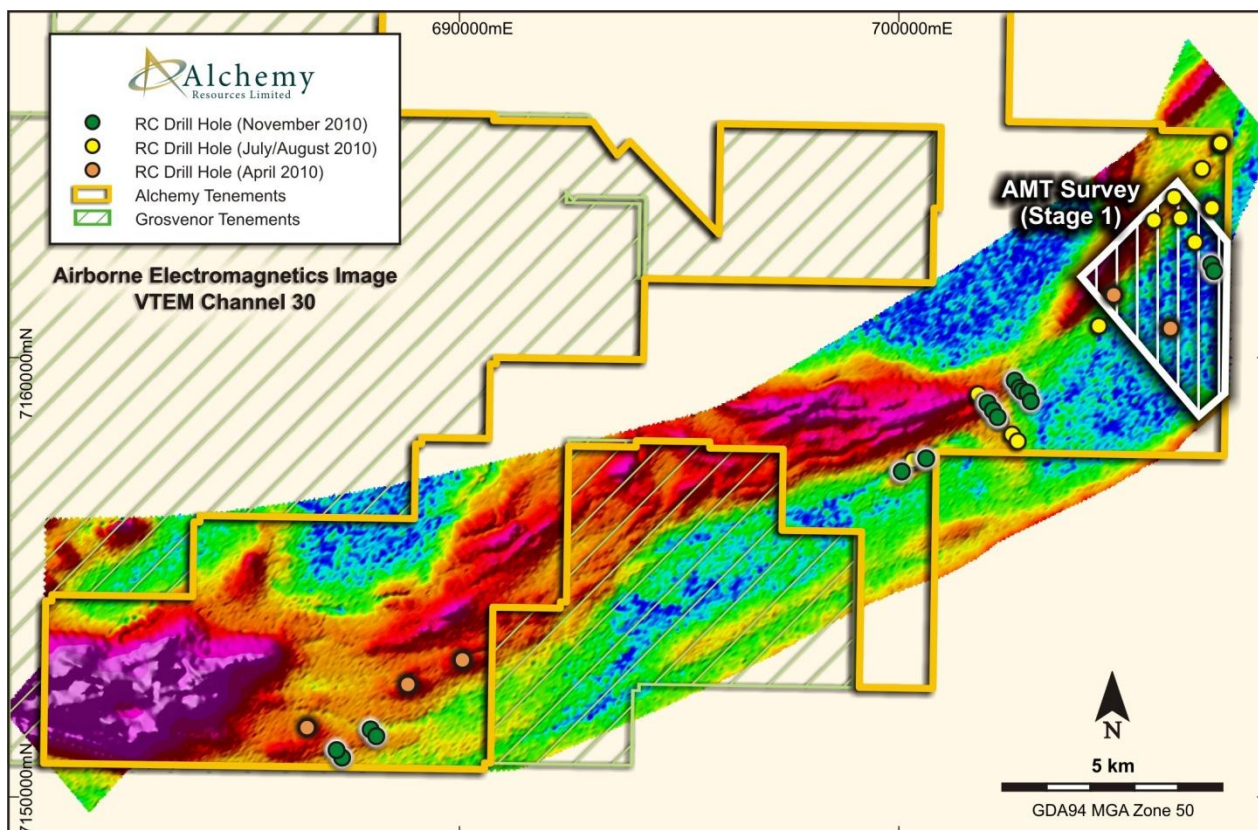 690000mE
700000mE
Alchemy
Resources Limited
RC Drill Hole (November 2010)
RC Drill Hole (July/August 2010)
RC Drill Hole (April 2010)
Alchemy Tenements
Grosvenor Tenements
Airborne Electromagnetics Image
VTEM Channel 30
AMT Survey
(Stage 1)
7160000mN
7150000mN
N
5 km
GDA94 MGA Zone 50